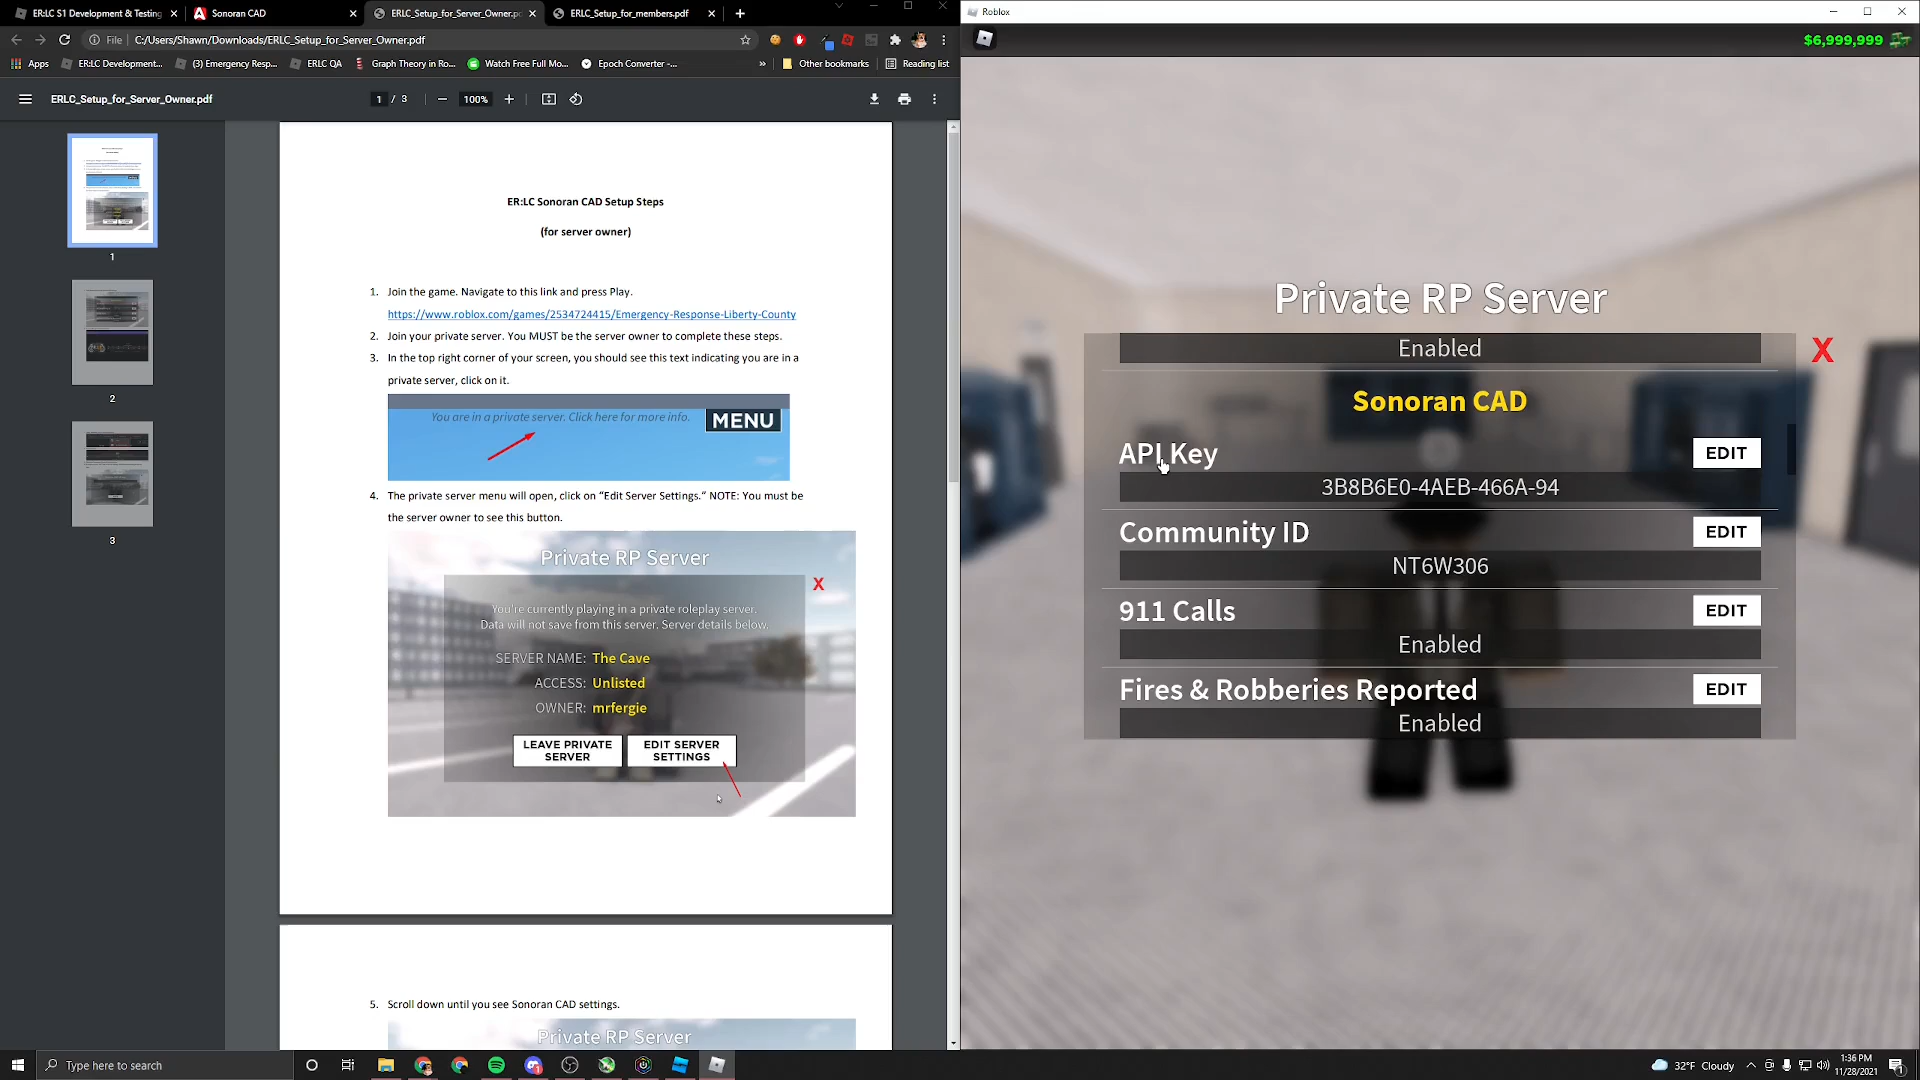 ER:LC S1 Development & Testing
Sonoran CAD
ERLC_Setup_for_Server_Owner.pd
ERLC_Setup_for_members.pdf
File
C:/Users/Shawn/Downloads/ERLC_Setup_for_Server_Owner.pdf
Apps
ER:LC Development...
(3) Emergency Resp...
ERLC QA
Graph Theory in Ro...
Watch Free Full Mo...
Epoch Converter -...
»
Other bookmarks
Reading list
ERLC_Setup_for_Server_Owner.pdf
1 / 3
100%
1
2
3
ER:LC Sonoran CAD Setup Steps
(for server owner)
1. Join the game. Navigate to this link and press Play.
https://www.roblox.com/games/2534724415/Emergency-Response-Liberty-County
2. Join your private server. You MUST be the server owner to complete these steps.
3. In the top right corner of your screen, you should see this text indicating you are in a
private server, click on it.
You are in a private server. Click here for more info.
MENU
4. The private server menu will open, click on “Edit Server Settings.” NOTE: You must be
the server owner to see this button.
Private RP Server
X
You're currently playing in a private roleplay server.
Data will not save from this server. Server details below.
SERVER NAME: The Cave
ACCESS: Unlisted
OWNER: mrfergie
LEAVE PRIVATE
SERVER
EDIT SERVER
SETTINGS
5. Scroll down until you see Sonoran CAD settings.
Private RP Server
Roblox
$6,999,999
Private RP Server
Enabled
X
Sonoran CAD
API Key
EDIT
3B8B6E0-4AEB-466A-94
Community ID
EDIT
NT6W306
911 Calls
EDIT
Enabled
Fires & Robberies Reported
EDIT
Enabled
Type here to search
32°F Cloudy
1:36 PM
11/28/2021